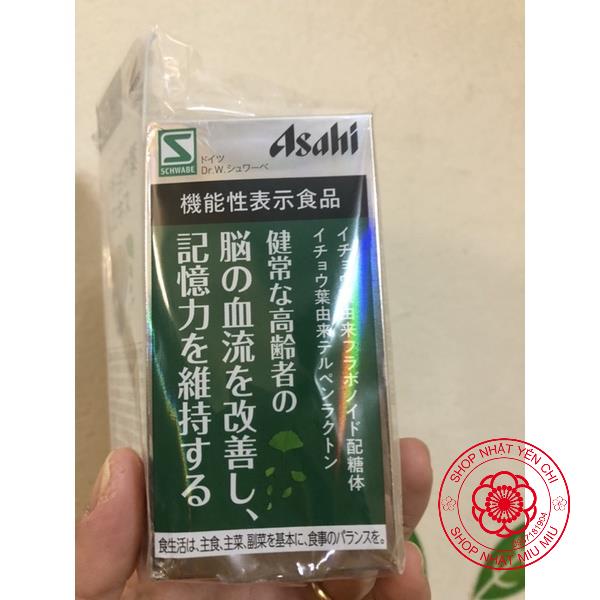 SCHWABE
ドイツ
Dr.W.シュワーベ
Asahi
機能性表示食品
イチョウ葉由来フラボノイド配糖体
イチョウ葉由来テルペンラクトン
健常な高齢者の
脳の血流を改善し、
記憶力を維持する
食生活は、主食、主菜、副菜を基本に、食事のバランスを。
SHOP NHẬT YÊN CHI
SHOP NHẬT MIU MIU